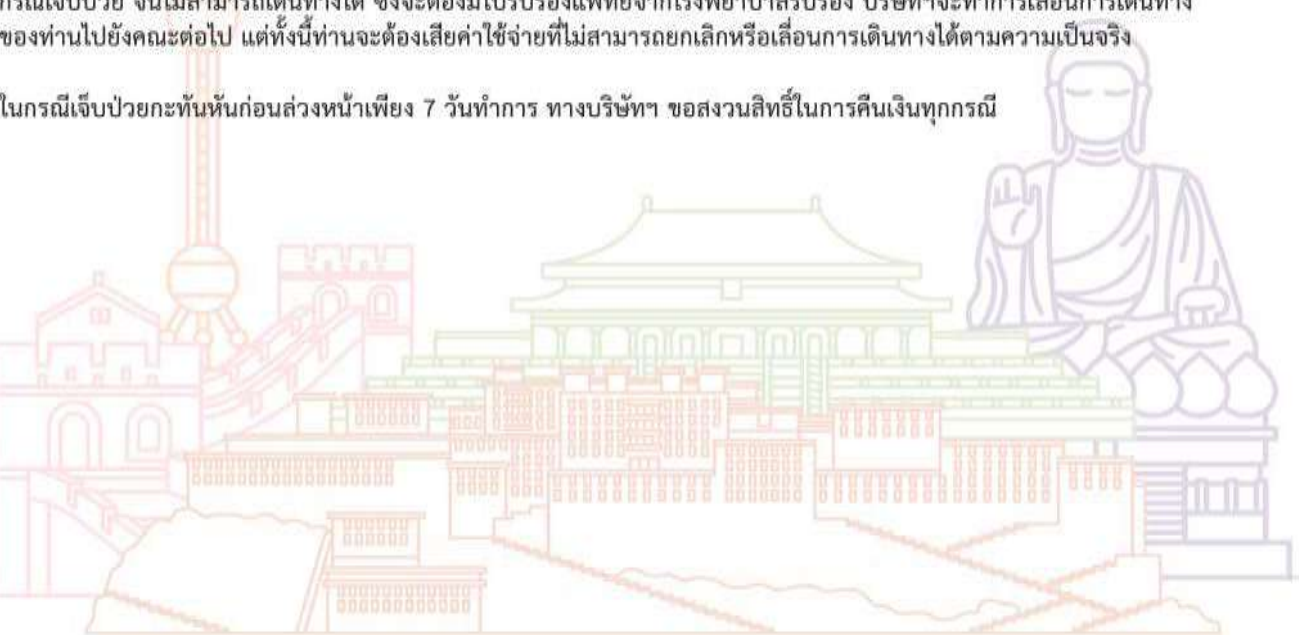 กรณีเจ็บป่วย จนไม่สามารถเดินทางได้ ซึ่งจะต้องมีใบรับรองแพทย์จากโรงพยาบาลรับรอง บริษัทฯจะทำการเลื่อนการเดินทาง
ของท่านไปยังคณะต่อไป แต่ทั้งนี้ท่านจะต้องเสียค่าใช้จ่ายที่ไม่สามารถยกเลิกหรือเลื่อนการเดินทางได้ตามความเป็นจริง
ในกรณีเจ็บป่วยกะทันหันก่อนล่วงหน้าเพียง 7 วันทำการ ทางบริษัทฯ ขอสงวนสิทธิ์ในการคืนเงินทุกกรณี